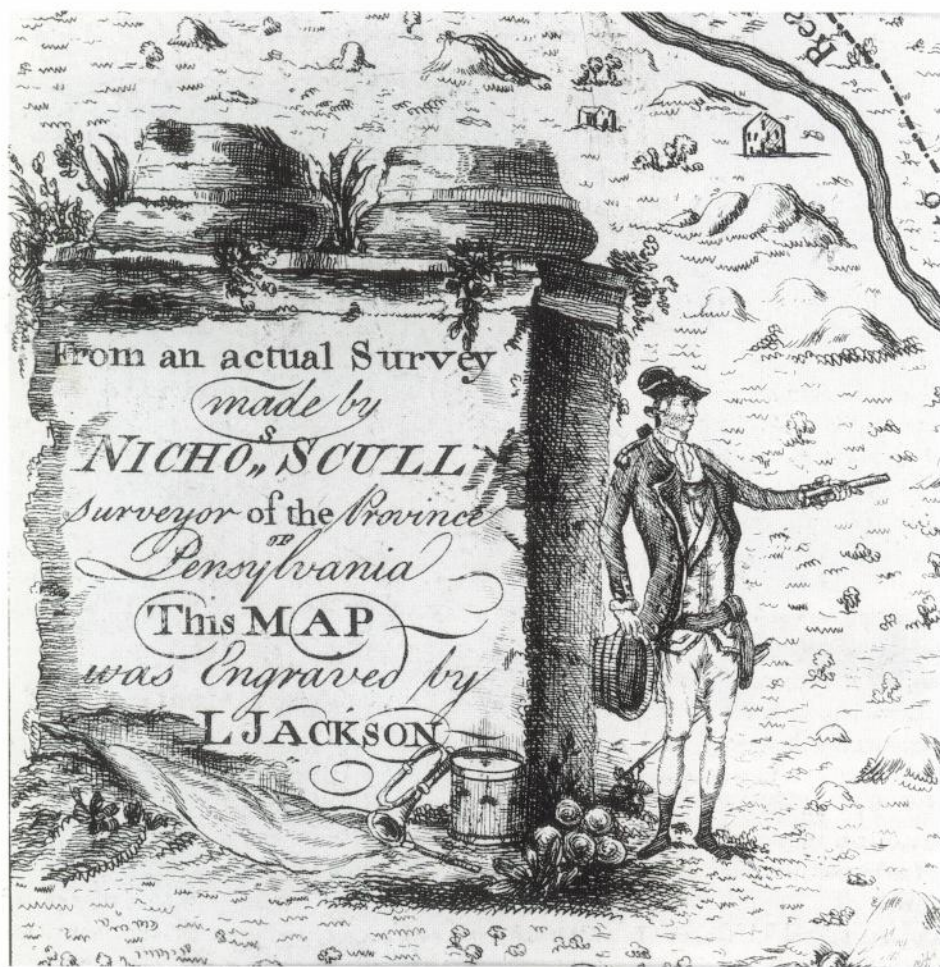 From an actual Survey
made by
NICHO,,s SCULL
surveyor of the Province
OF
Pensylvania
This MAP
was Engraved by
L JACKSON